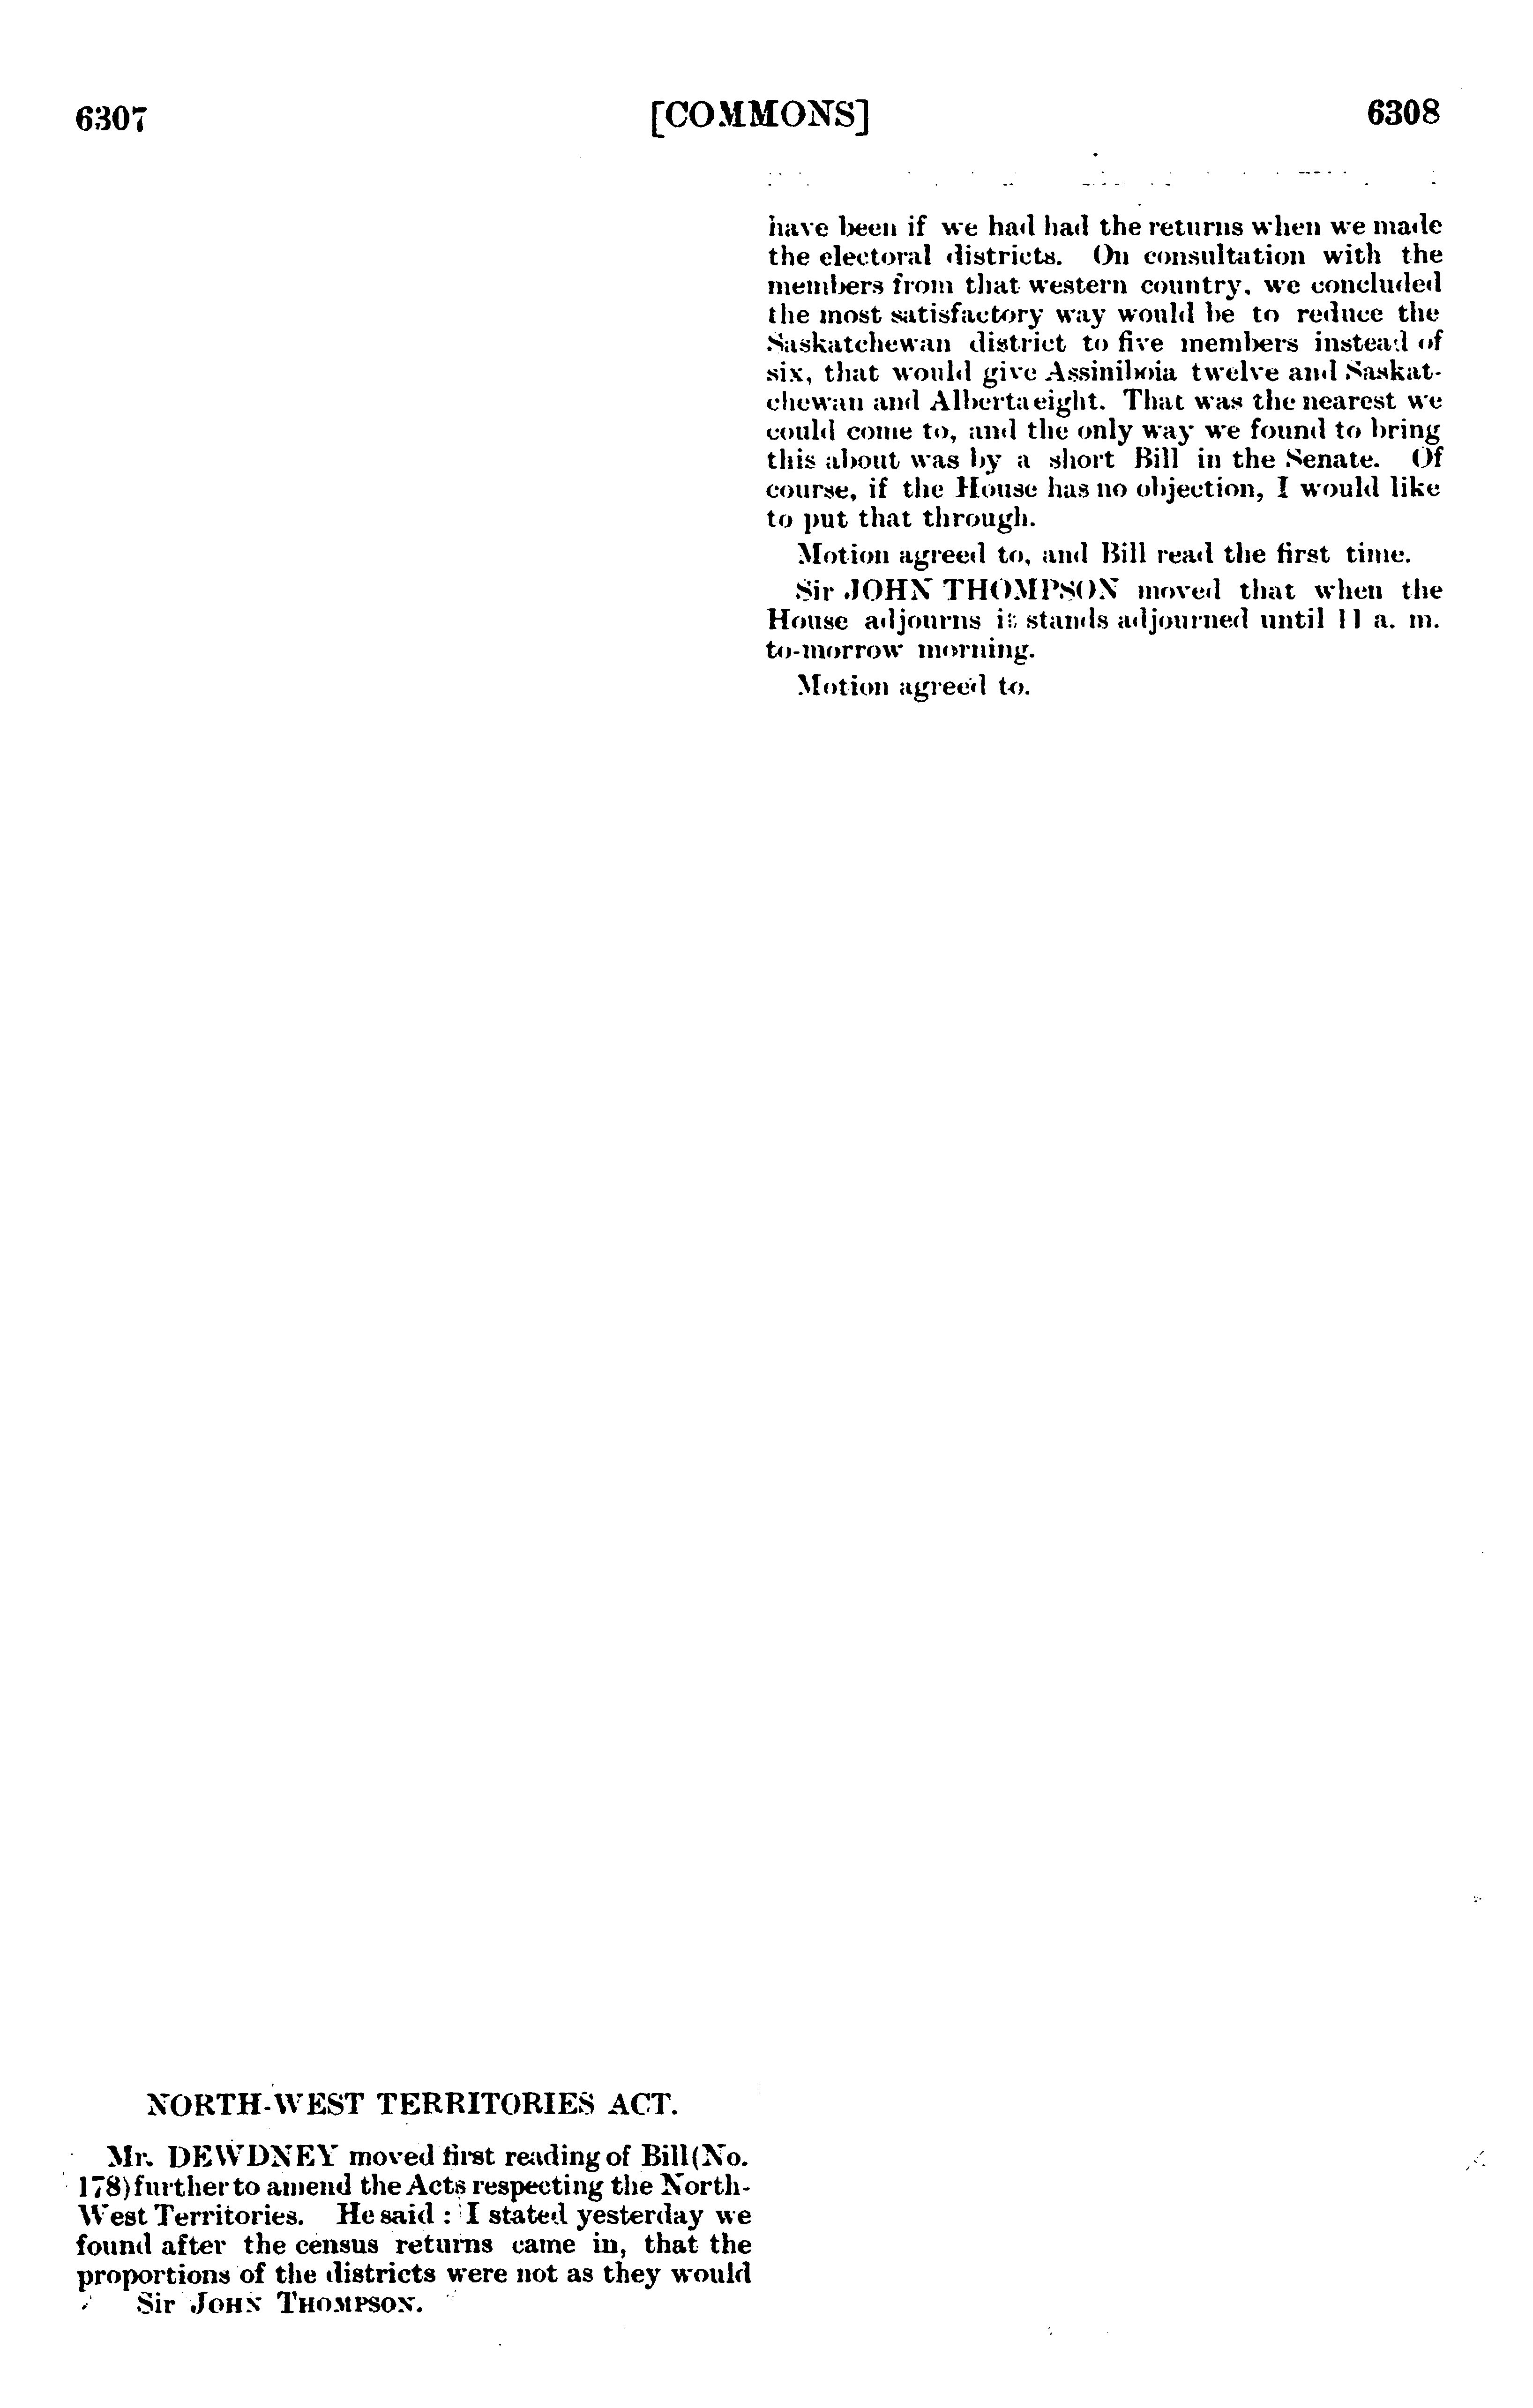 6307
[COMMONS]
6308
NORTH-WEST TERRITORIES ACT.
Mr. DEWDNEY moved first reading of Bill (No.
178) further to amend the Acts respecting the North-
West Territories. He said : I stated yesterday we
found after the census returns came in, that the
proportions of the districts were not as they would
Sir JOHN THOMPSON.
have been if we had had the returns when we made
the electoral districts. On consultation with the
members from that western country, we concluded
the most satisfactory way would be to reduce the
Saskatchewan district to five members instead of
six, that would give Assiniboia twelve and Saskat-
chewan and Alberta eight. That was the nearest we
could come to, and the only way we found to bring
this about was by a short Bill in the Senate. Of
course, if the House has no objection, I would like
to put that through.
Motion agreed to, and Bill read the first time.
Sir JOHN THOMPSON moved that when the
House adjourns it stands adjourned until 11 a. m.
to-morrow morning.
Motion agreed to.